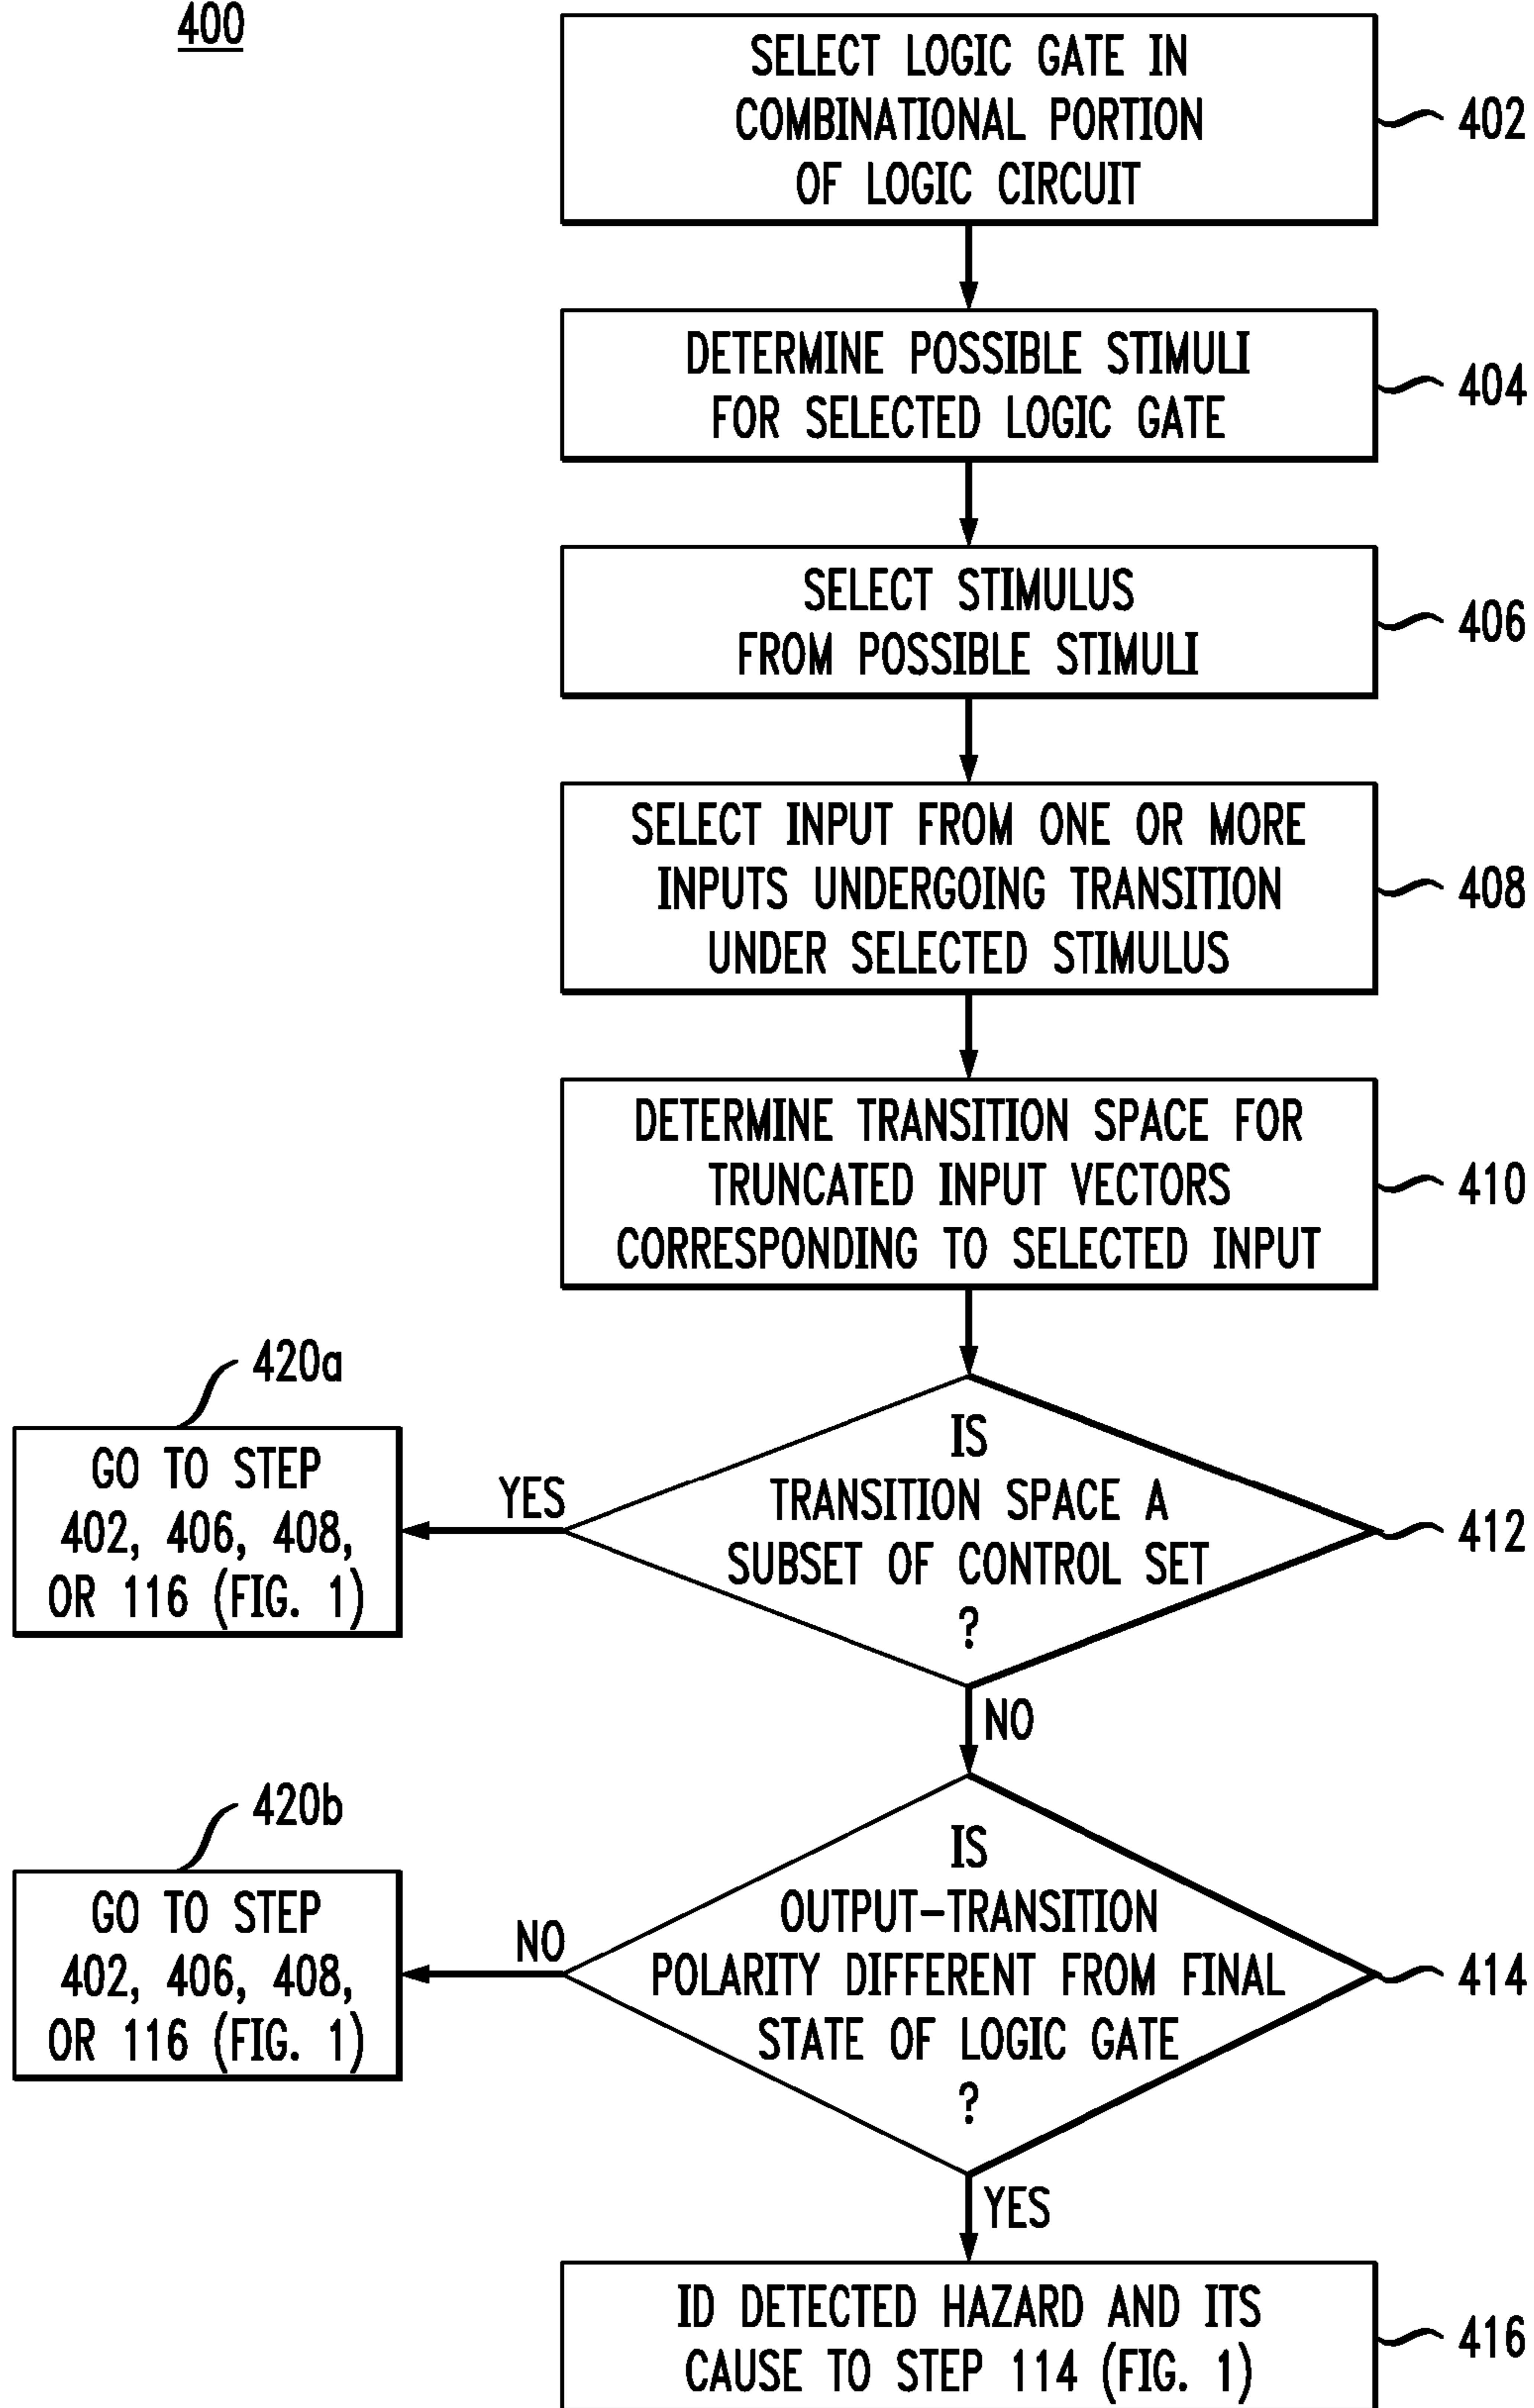 400
SELECT LOGIC GATE IN
COMBINATIONAL PORTION
OF LOGIC CIRCUIT
402
DETERMINE POSSIBLE STIMULI
FOR SELECTED LOGIC GATE
404
SELECT STIMULUS
FROM POSSIBLE STIMULI
406
SELECT INPUT FROM ONE OR MORE
INPUTS UNDERGOING TRANSITION
UNDER SELECTED STIMULUS
408
DETERMINE TRANSITION SPACE FOR
TRUNCATED INPUT VECTORS
CORRESPONDING TO SELECTED INPUT
410
IS
TRANSITION SPACE A
SUBSET OF CONTROL SET
?
412
YES
420a
GO TO STEP
402, 406, 408,
OR 116 (FIG. 1)
NO
IS
OUTPUT-TRANSITION
POLARITY DIFFERENT FROM FINAL
STATE OF LOGIC GATE
?
414
NO
420b
GO TO STEP
402, 406, 408,
OR 116 (FIG. 1)
YES
ID DETECTED HAZARD AND ITS
CAUSE TO STEP 114 (FIG. 1)
416